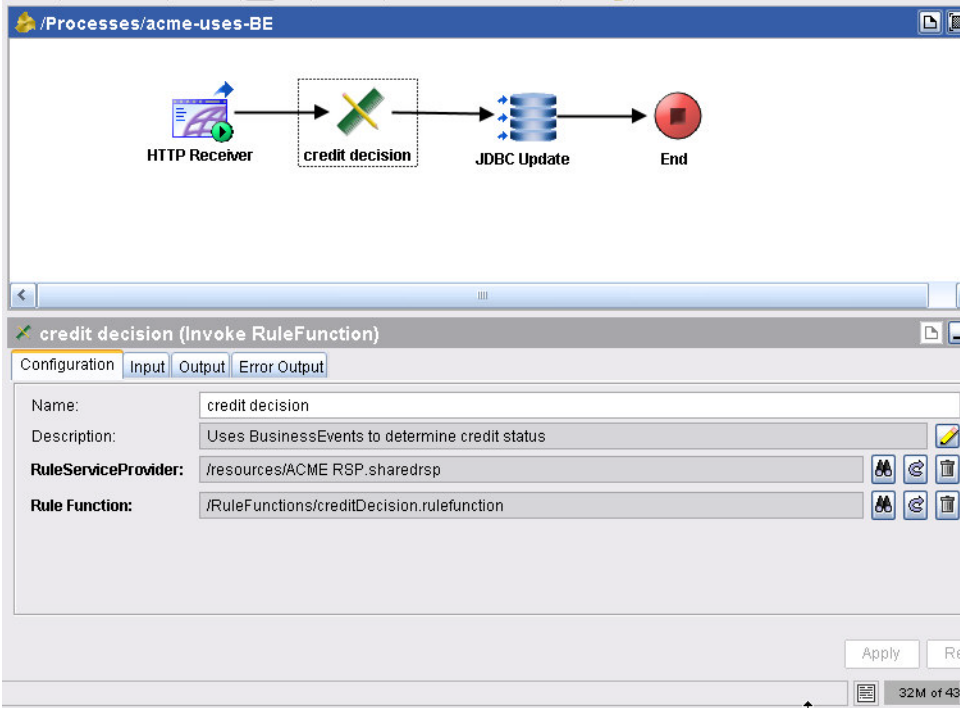 /Processes/acme-uses-BE
HTTP Receiver
credit decision
JDBC Update
End
credit decision (Invoke RuleFunction)
Configuration Input Output Error Output
Name: credit decision
Description: Uses BusinessEvents to determine credit status
RuleServiceProvider: /resources/ACME RSP.sharedrsp
Rule Function: /RuleFunctions/creditDecision.rulefunction
Apply Re
32M of 43